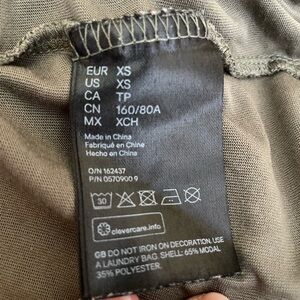 EUR XS
US XS
CA TP
CN 160/80A
MX XCH
Made in China
Fabriqué en Chine
Hecho en China
O/N 162437
P/N 0570900 9
30
clevercare.info
GB DO NOT IRON ON DECORATION. USE
A LAUNDRY BAG. SHELL: 65% MODAL
35% POLYESTER.